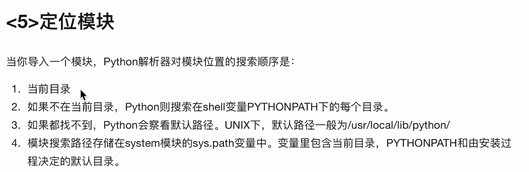 <5>定位模块
当你导入一个模块，Python解析器对模块位置的搜索顺序是：
1. 当前目录
2. 如果不在当前目录，Python则搜索在shell变量PYTHONPATH下的每个目录。
3. 如果都找不到，Python会察看默认路径。UNIX下，默认路径一般为/usr/local/lib/python/
4. 模块搜索路径存储在system模块的sys.path变量中。变量里包含当前目录，PYTHONPATH和由安装过
程决定的默认目录。